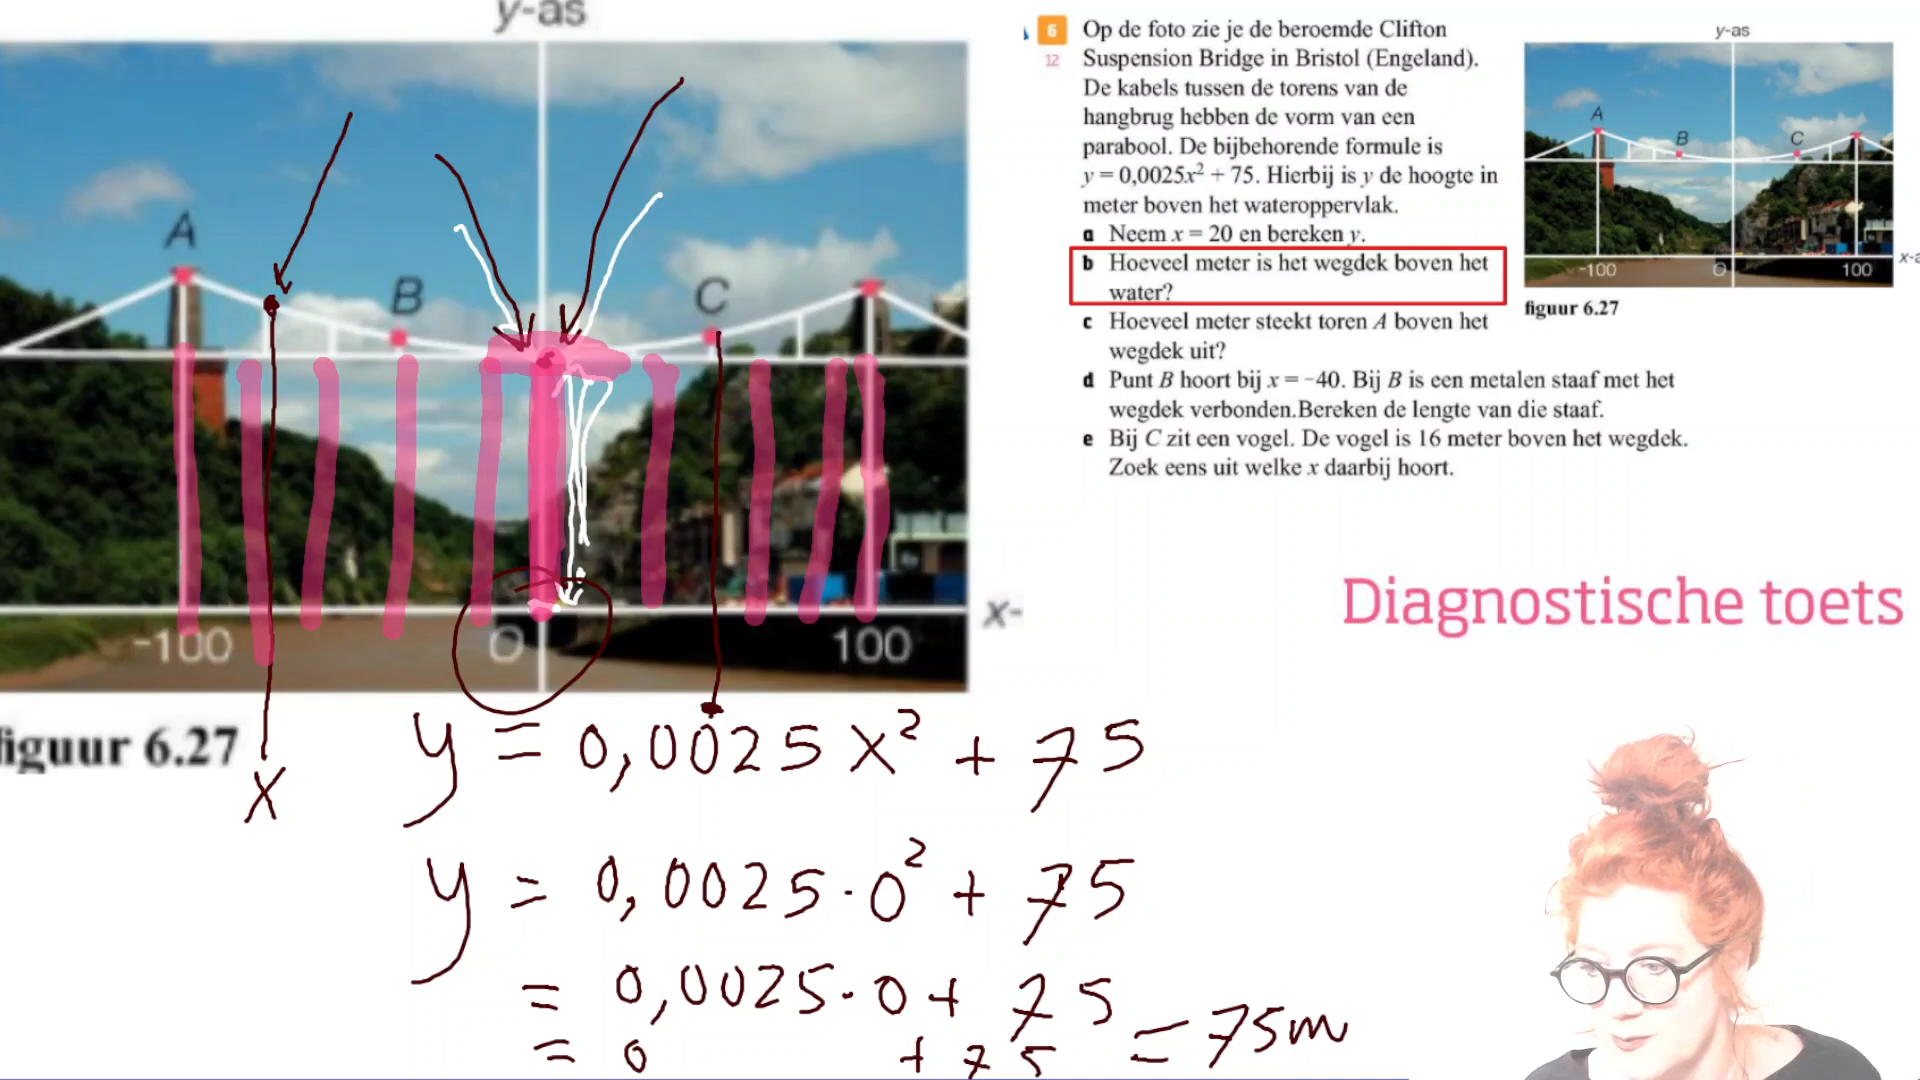 y-as
A
B
C
-100
O
100
x-
figuur 6.27
X
y = 0,0025 x² + 75
y = 0,0025 · 0² + 75
= 0,0025 · 0 + 75
= 0 + 75 = 75 m
6
12
Op de foto zie je de beroemde Clifton
Suspension Bridge in Bristol (Engeland).
De kabels tussen de torens van de
hangbrug hebben de vorm van een
parabool. De bijbehorende formule is
y = 0,0025x² + 75. Hierbij is y de hoogte in
meter boven het wateroppervlak.
a Neem x = 20 en bereken y.
b Hoeveel meter is het wegdek boven het
water?
c Hoeveel meter steekt toren A boven het
wegdek uit?
d Punt B hoort bij x = −40. Bij B is een metalen staaf met het
wegdek verbonden.Bereken de lengte van die staaf.
e Bij C zit een vogel. De vogel is 16 meter boven het wegdek.
Zoek eens uit welke x daarbij hoort.
y-as
A
B
C
-100
O
100
x-a
figuur 6.27
Diagnostische toets